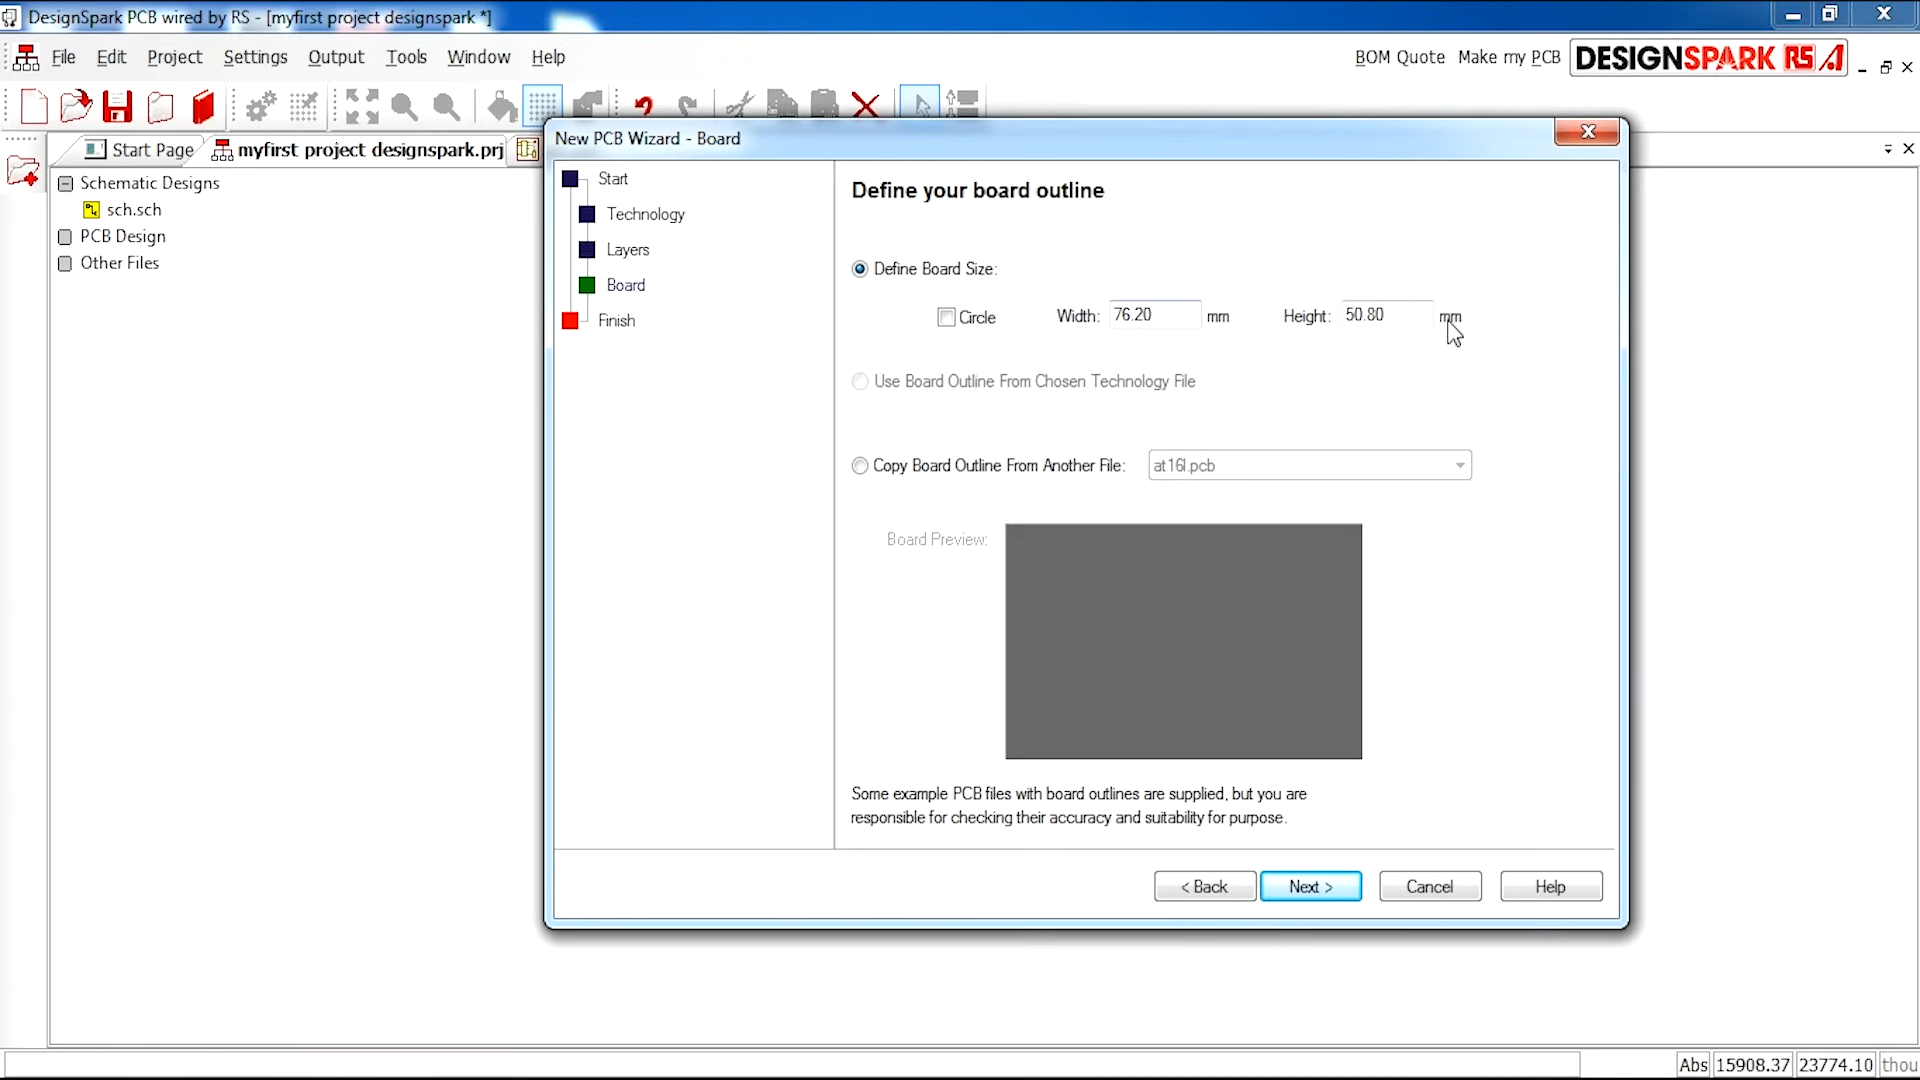 DesignSpark PCB wired by RS - [myfirst project designspark *]
File Edit Project Settings Output Tools Window Help
BOM Quote Make my PCB DESIGNSPARK RS A
Start Page
myfirst project designspark.prj
Schematic Designs
sch.sch
PCB Design
Other Files
New PCB Wizard - Board
Start
Technology
Layers
Board
Finish
Define your board outline
Define Board Size:
Circle Width: 76.20 mm Height: 50.80 mm
Use Board Outline From Chosen Technology File
Copy Board Outline From Another File: at16l.pcb
Board Preview:
Some example PCB files with board outlines are supplied, but you are
responsible for checking their accuracy and suitability for purpose.
< Back Next > Cancel Help
Abs 15908.37 23774.10 thou